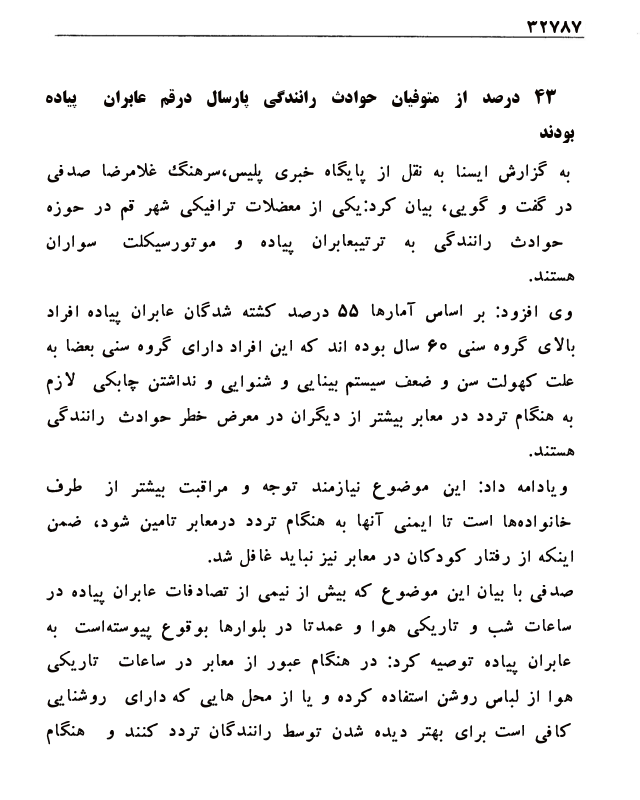 ۳۲۷۸۷
۴۳ درصد از متوفیان حوادث رانندگی پارسال درقم عابران پیاده
بودند
به گزارش ایسنا به نقل از پایگاه خبری پلیس،سرهنگ غلامرضا صدفی
در گفت و گویی، بیان کرد:یکی از معضلات ترافیکی شهر قم در حوزه
حوادث رانندگی به ترتیبعابران پیاده و موتورسیکلت سواران
هستند.
وی افزود: بر اساس آمارها ۵۵ درصد کشته شدگان عابران پیاده افراد
بالای گروه سنی ۶۰ سال بوده اند که این افراد دارای گروه سنی بعضا به
علت کهولت سن و ضعف سیستم بینایی و شنوایی و نداشتن چابکی لازم
به هنگام تردد در معابر بیشتر از دیگران در معرض خطر حوادث رانندگی
هستند.
ویادامه داد: این موضوع نیازمند توجه و مراقبت بیشتر از طرف
خانواده‌ها است تا ایمنی آنها به هنگام تردد درمعابر تامین شود، ضمن
اینکه از رفتار کودکان در معابر نیز نباید غافل شد.
صدفی با بیان این موضوع که بیش از نیمی از تصادفات عابران پیاده در
ساعات شب و تاریکی هوا و عمدتا در بلوارها بوقوع پیوسته‌است به
عابران پیاده توصیه کرد: در هنگام عبور از معابر در ساعات تاریکی
هوا از لباس روشن استفاده کرده و یا از محل هایی که دارای روشنایی
کافی است برای بهتر دیده شدن توسط رانندگان تردد کنند و هنگام